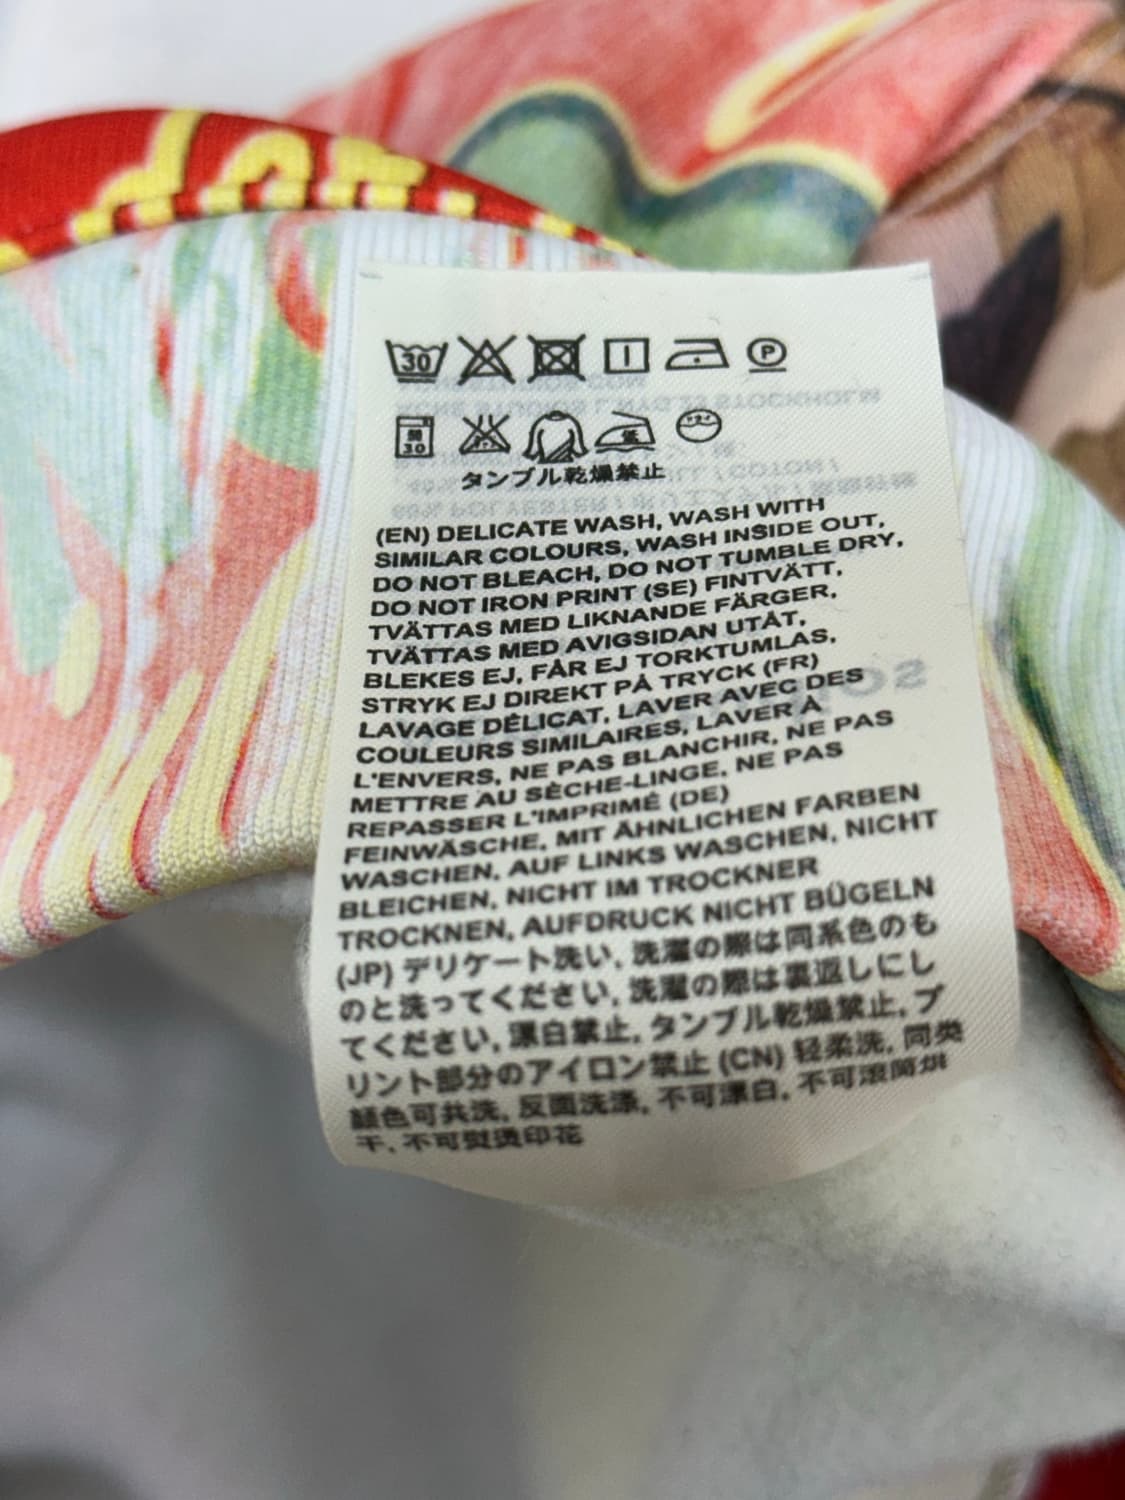 30 P
弱 30 低 ドライ
タンブル乾燥禁止
(EN) DELICATE WASH, WASH WITH
SIMILAR COLOURS, WASH INSIDE OUT,
DO NOT BLEACH, DO NOT TUMBLE DRY,
DO NOT IRON PRINT (SE) FINTVÄTT,
TVÄTTAS MED LIKNANDE FÄRGER,
TVÄTTAS MED AVIGSIDAN UTÅT,
BLEKES EJ, FÅR EJ TORKTUMLAS,
STRYK EJ DIREKT PÅ TRYCK (FR)
LAVAGE DÉLICAT, LAVER AVEC DES
COULEURS SIMILAIRES, LAVER À
L'ENVERS, NE PAS BLANCHIR, NE PAS
METTRE AU SÈCHE-LINGE, NE PAS
REPASSER L'IMPRIMÉ (DE)
FEINWÄSCHE, MIT ÄHNLICHEN FARBEN
WASCHEN, AUF LINKS WASCHEN, NICHT
BLEICHEN, NICHT IM TROCKNER
TROCKNEN, AUFDRUCK NICHT BÜGELN
(JP) デリケート洗い, 洗濯の際は同系色のも
のと洗ってください, 洗濯の際は裏返しにし
てください, 漂白禁止, タンブル乾燥禁止, プ
リント部分のアイロン禁止 (CN) 轻柔洗, 同类
颜色可共洗, 反面洗涤, 不可漂白, 不可滚筒烘
干, 不可熨烫印花